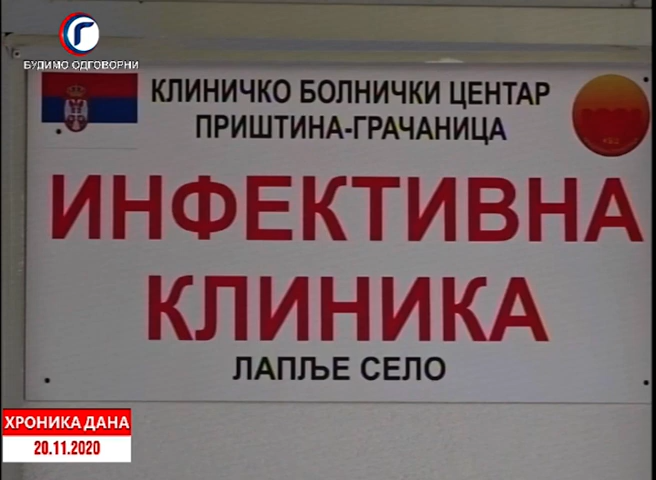 БУДИМО ОДГОВОРНИ
КЛИНИЧКО БОЛНИЧКИ ЦЕНТАР
ПРИШТИНА-ГРАЧАНИЦА
ИНФЕКТИВНА
КЛИНИКА
ЛАПЉЕ СЕЛО
ХРОНИКА ДАНА
20.11.2020